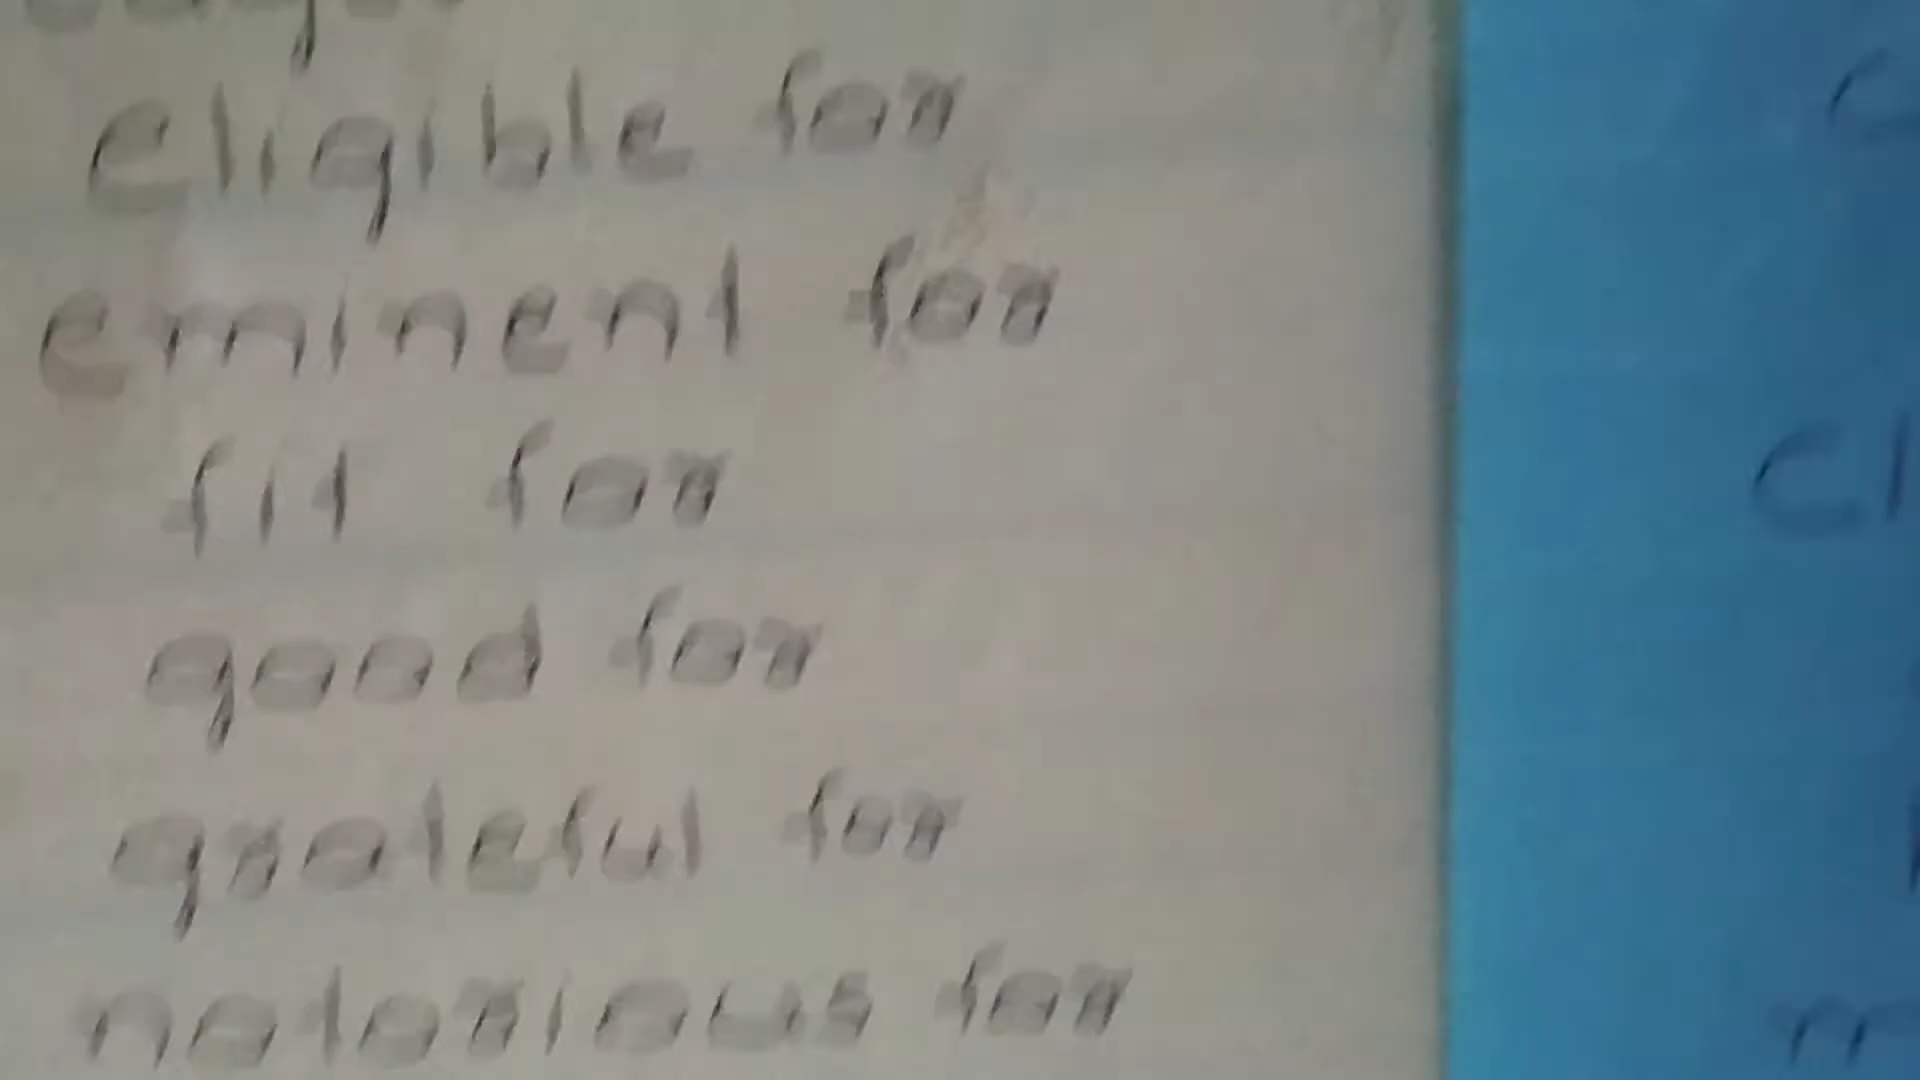 eligible for
eminent for
fit for
good for
grateful for
notorious for